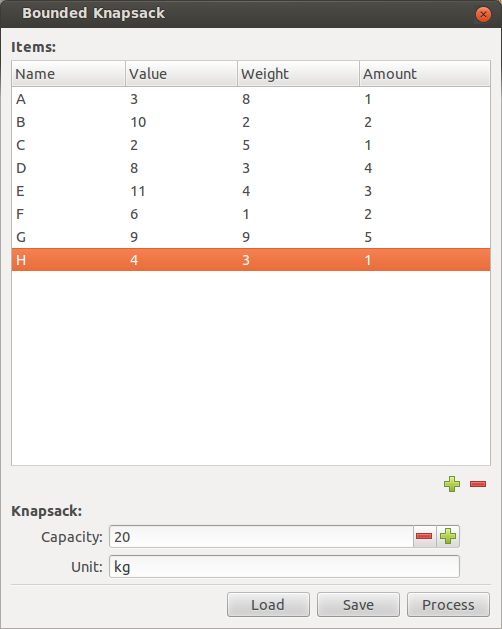 Bounded Knapsack
Items:
Name Value Weight Amount
A 3 8 1
B 10 2 2
C 2 5 1
D 8 3 4
E 11 4 3
F 6 1 2
G 9 9 5
H 4 3 1
Knapsack:
Capacity: 20
Unit: kg
Load Save Process